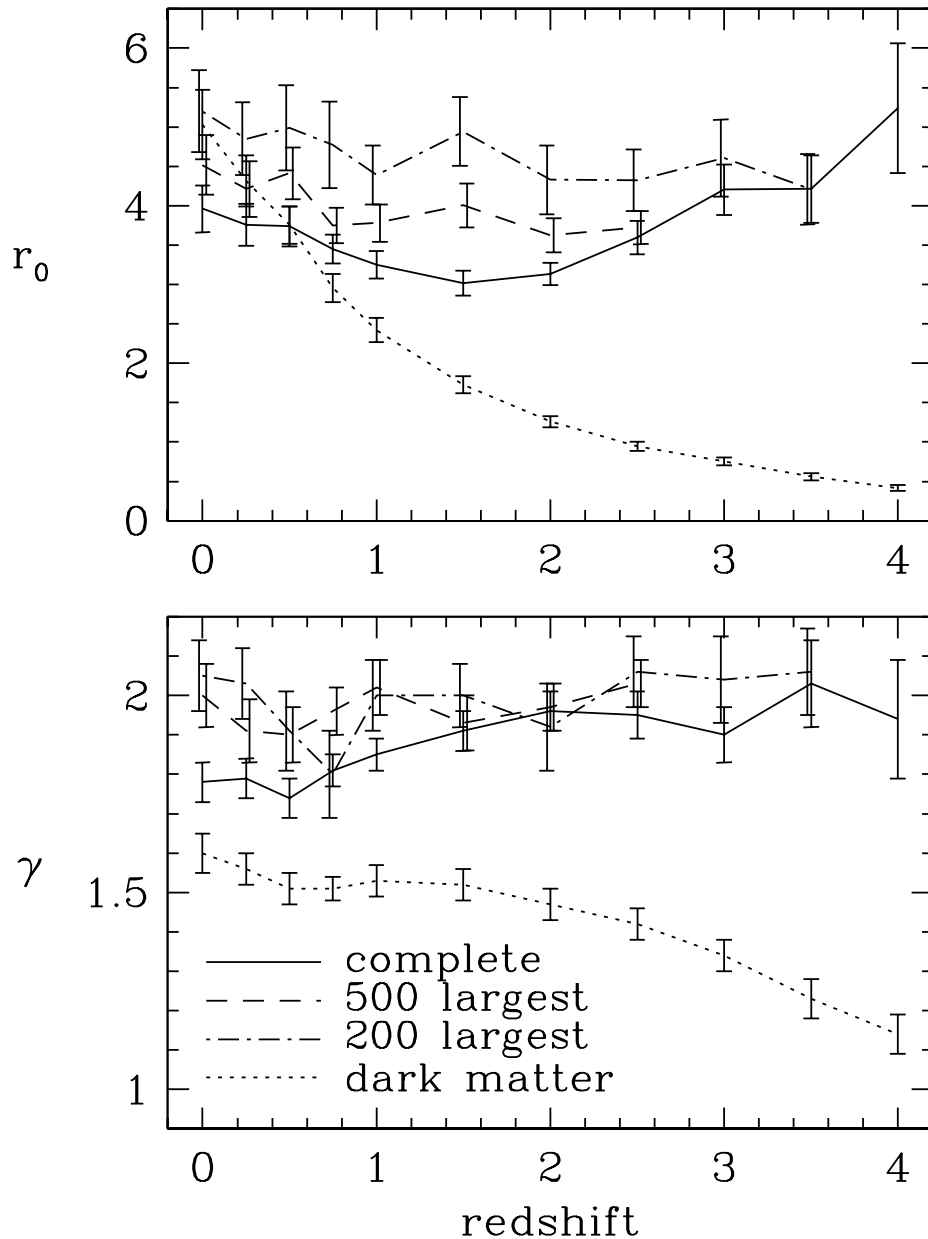 6
4
r0
2
0
0 1 2 3 4
2
γ
1.5
complete
500 largest
200 largest
dark matter
1
0 1 2 3 4
redshift